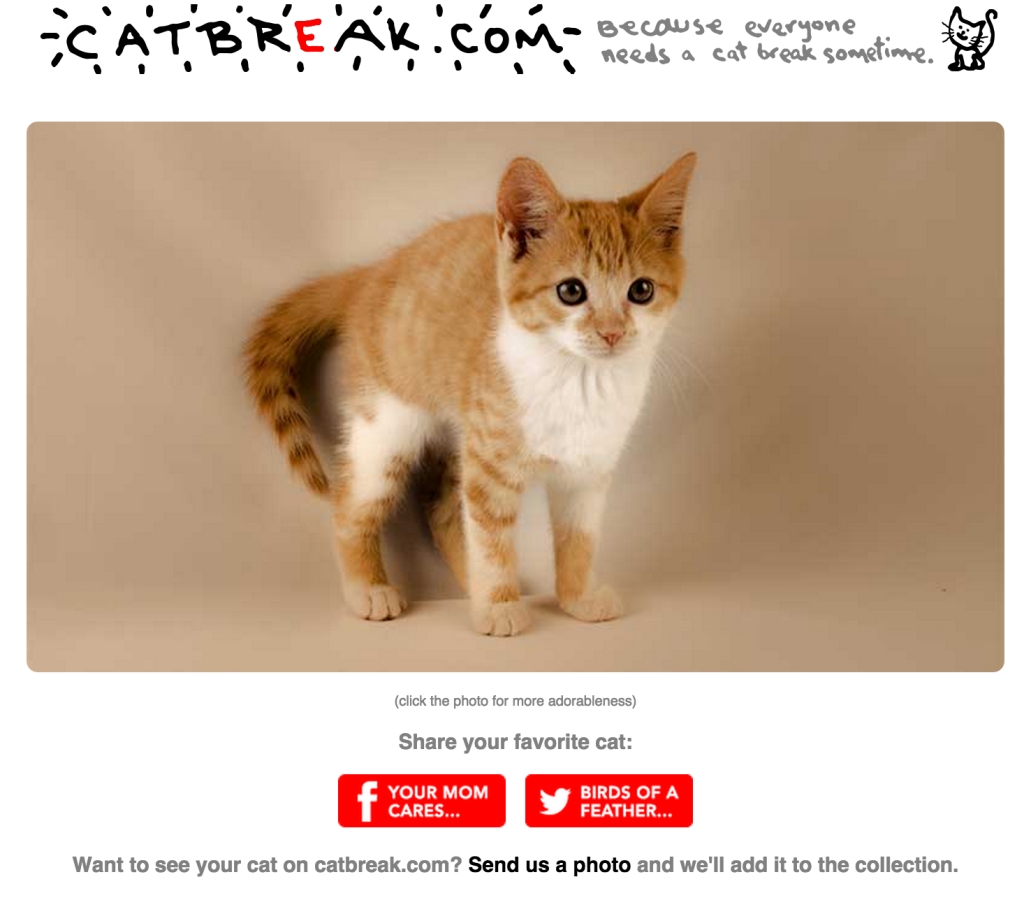 CATBREAK.COM
Because everyone
needs a cat break sometime.
(click the photo for more adorableness)
Share your favorite cat:
YOUR MOM
CARES...
BIRDS OF A
FEATHER...
Want to see your cat on catbreak.com? Send us a photo and we'll add it to the collection.